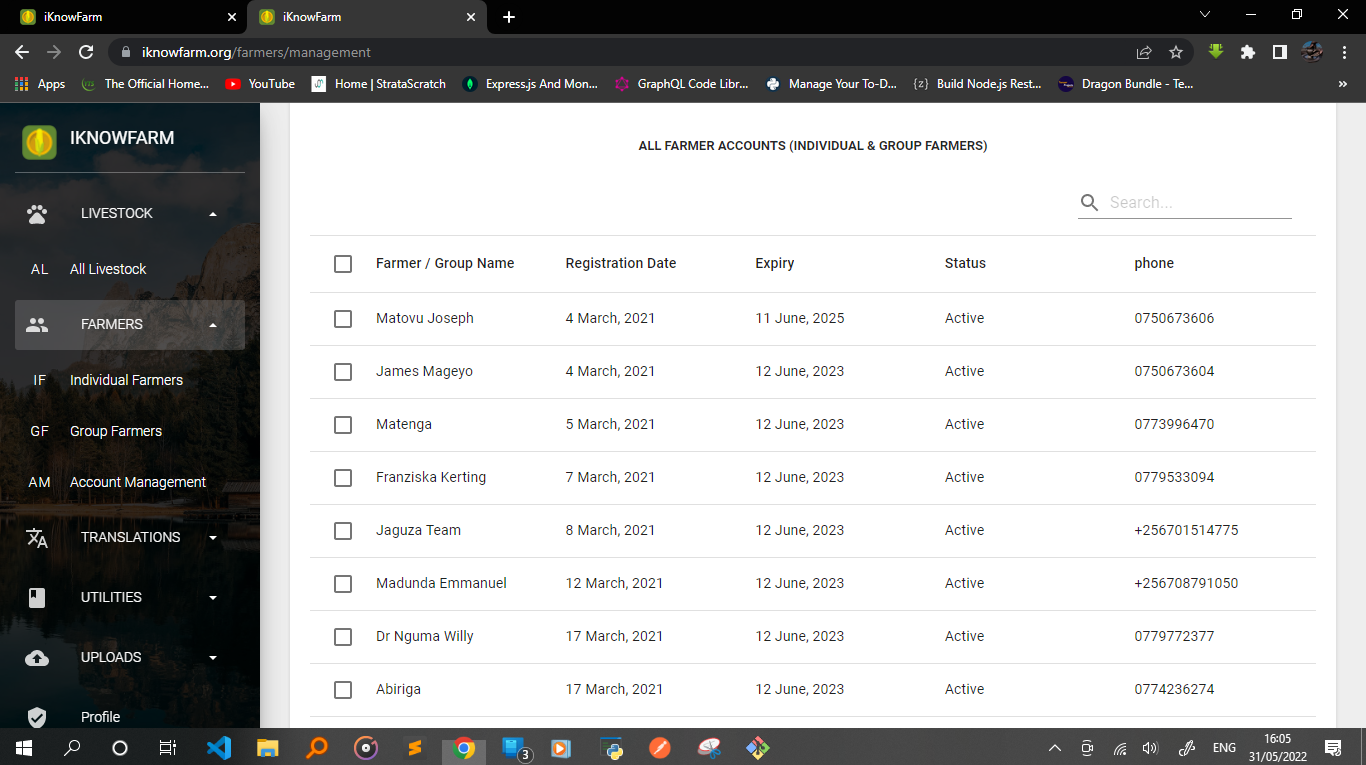 iKnowFarm
iKnowFarm
iknowfarm.org/farmers/management
Apps
The Official Home...
YouTube
Home | StrataScratch
Express.js And Mon...
GraphQL Code Libr...
Manage Your To-D...
{z} Build Node.js Rest...
Dragon Bundle - Te...
»
IKNOWFARM
LIVESTOCK
AL All Livestock
FARMERS
IF Individual Farmers
GF Group Farmers
AM Account Management
TRANSLATIONS
UTILITIES
UPLOADS
Profile
ALL FARMER ACCOUNTS (INDIVIDUAL & GROUP FARMERS)
Search...
Farmer / Group Name Registration Date Expiry Status phone
Matovu Joseph 4 March, 2021 11 June, 2025 Active 0750673606
James Mageyo 4 March, 2021 12 June, 2023 Active 0750673604
Matenga 5 March, 2021 12 June, 2023 Active 0773996470
Franziska Kerting 7 March, 2021 12 June, 2023 Active 0779533094
Jaguza Team 8 March, 2021 12 June, 2023 Active +256701514775
Madunda Emmanuel 12 March, 2021 12 June, 2023 Active +256708791050
Dr Nguma Willy 17 March, 2021 12 June, 2023 Active 0779772377
Abiriga 17 March, 2021 12 June, 2023 Active 0774236274
3
ENG
16:05
31/05/2022